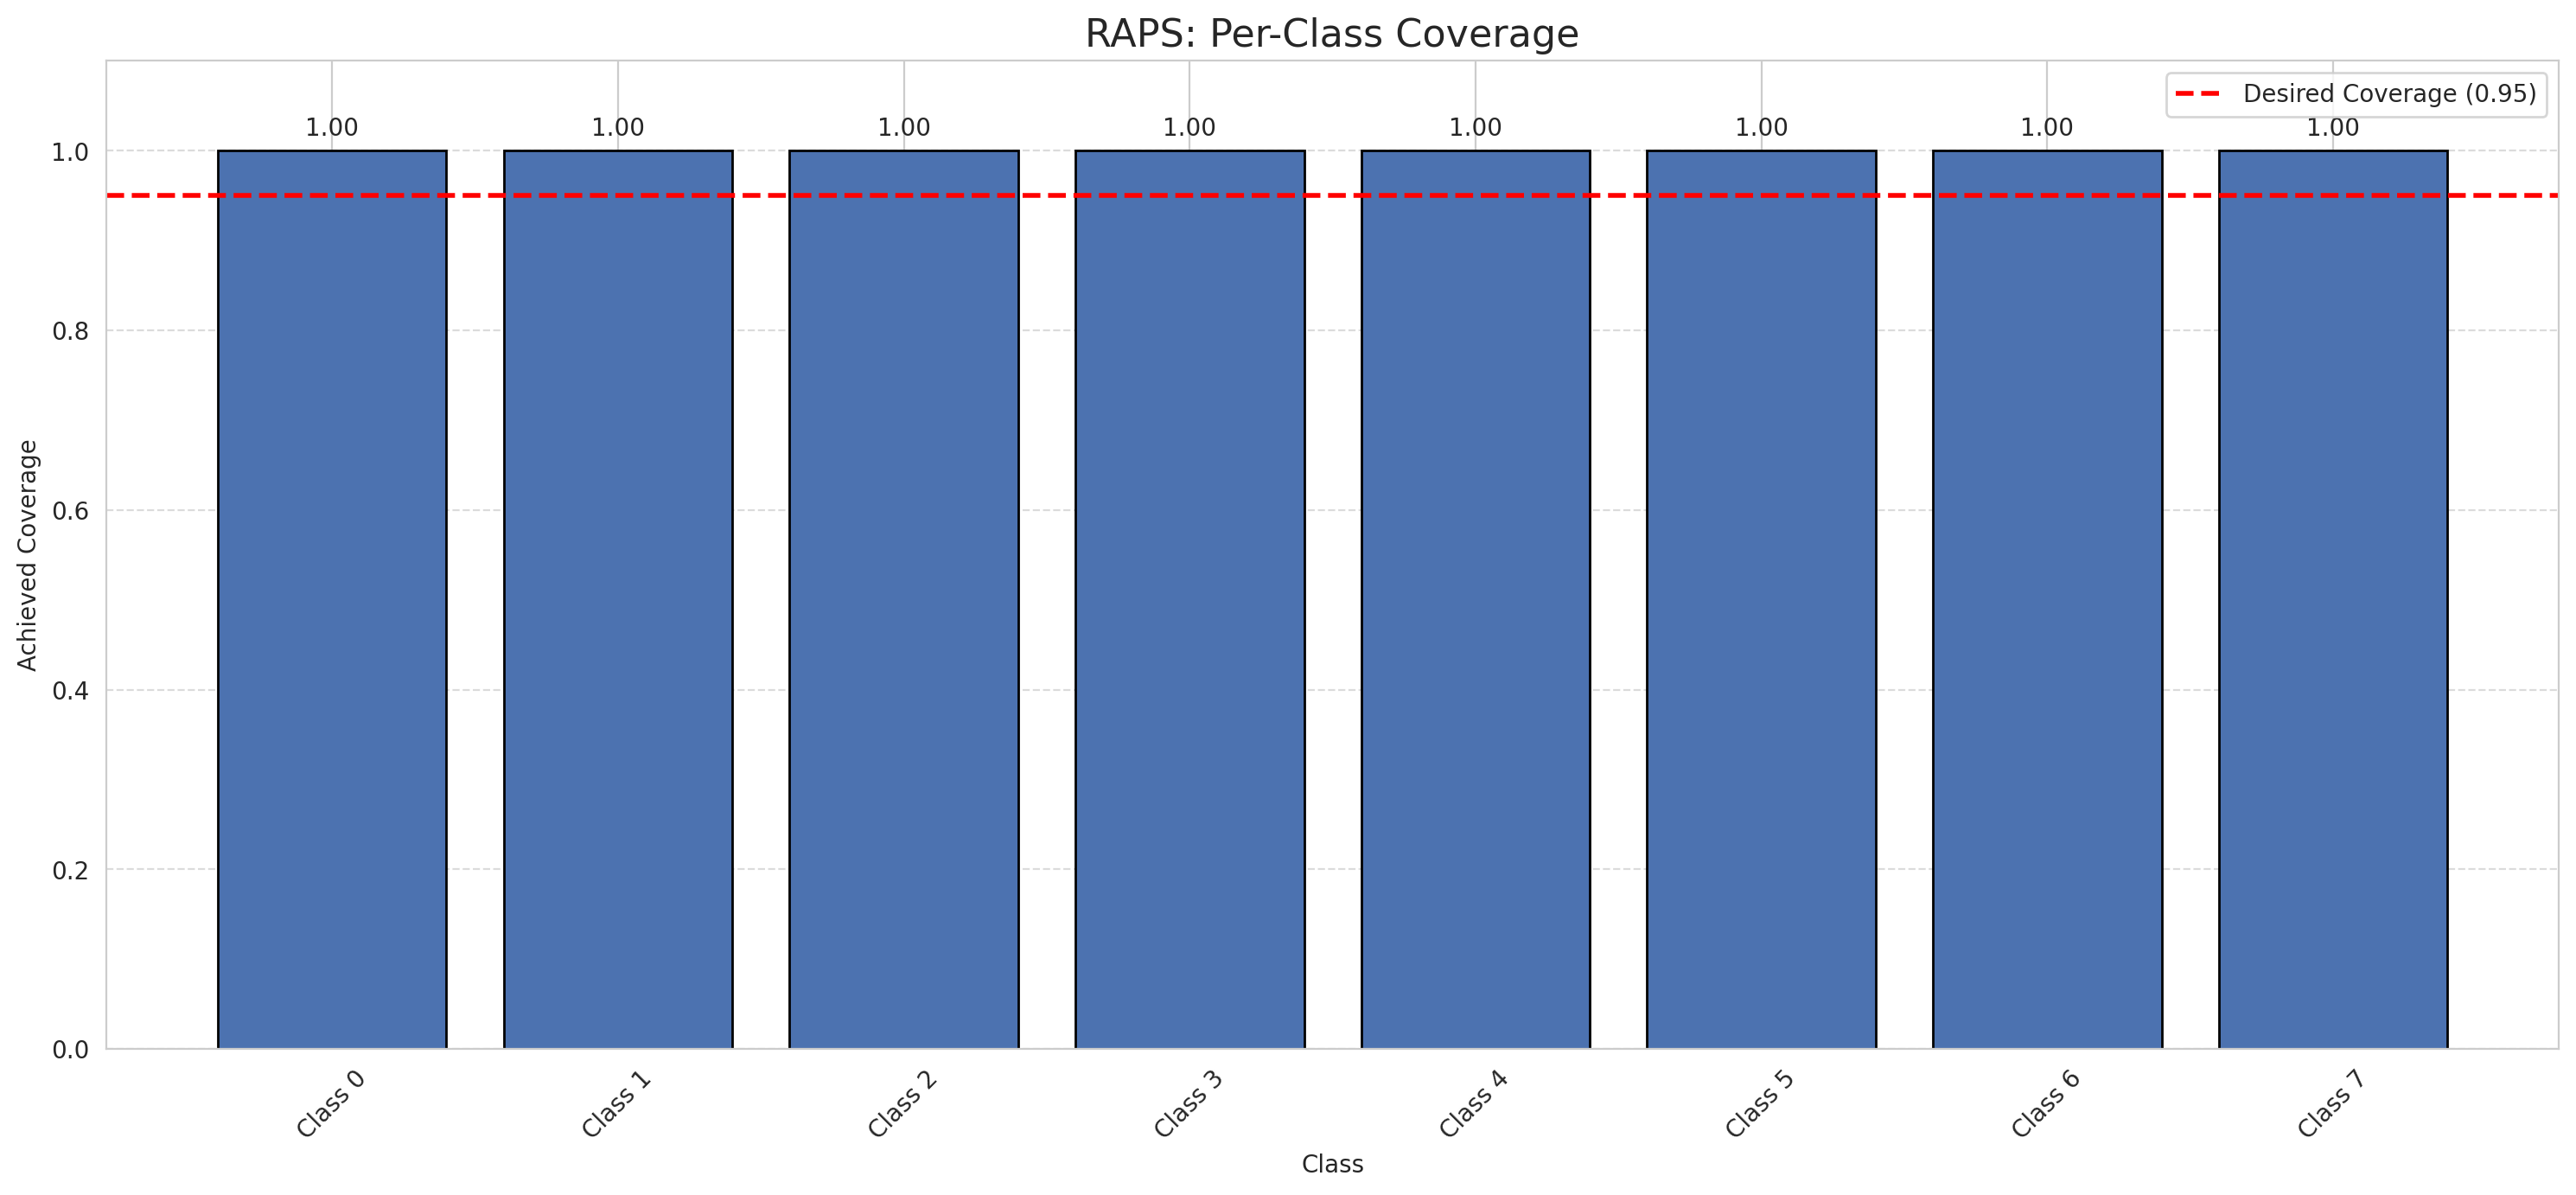 RAPS: Per-Class Coverage
Desired Coverage (0.95)
1.00 1.00 1.00 1.00 1.00 1.00 1.00 1.00
1.0
0.8
0.6
0.4
0.2
0.0
Achieved Coverage
Class 0 Class 1 Class 2 Class 3 Class 4 Class 5 Class 6 Class 7
Class